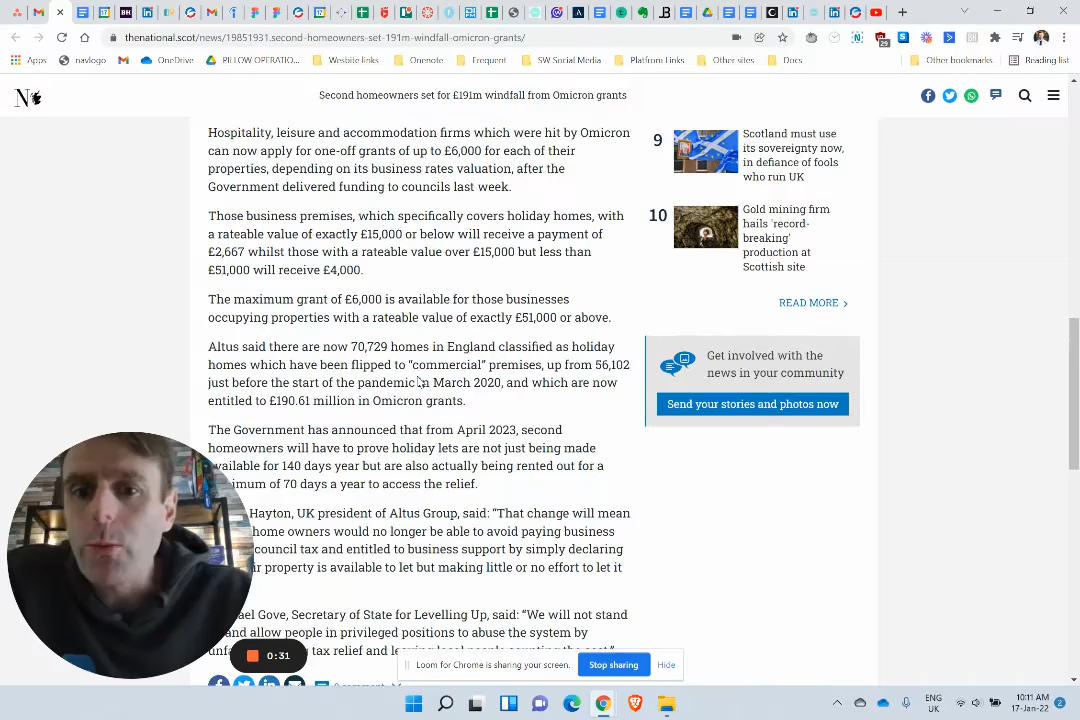 thenational.scot/news/19851931.second-homeowners-set-191m-windfall-omicron-grants/
29
Apps
navlogo
OneDrive
PILLOW OPERATIO...
Wesbite links
Onenote
Frequent
SW Social Media
Platfrom Links
Other sites
Docs
Other bookmarks
Reading list
N
Second homeowners set for £191m windfall from Omicron grants
Hospitality, leisure and accommodation firms which were hit by Omicron
can now apply for one-off grants of up to £6,000 for each of their
properties, depending on its business rates valuation, after the
Government delivered funding to councils last week.
Those business premises, which specifically covers holiday homes, with
a rateable value of exactly £15,000 or below will receive a payment of
£2,667 whilst those with a rateable value over £15,000 but less than
£51,000 will receive £4,000.
The maximum grant of £6,000 is available for those businesses
occupying properties with a rateable value of exactly £51,000 or above.
Altus said there are now 70,729 homes in England classified as holiday
homes which have been flipped to “commercial” premises, up from 56,102
just before the start of the pandemic in March 2020, and which are now
entitled to £190.61 million in Omicron grants.
The Government has announced that from April 2023, second
homeowners will have to prove holiday lets are not just being made
available for 140 days year but are also actually being rented out for a
imum of 70 days a year to access the relief.
Hayton, UK president of Altus Group, said: “That change will mean
home owners would no longer be able to avoid paying business
council tax and entitled to business support by simply declaring
ir property is available to let but making little or no effort to let it
ael Gove, Secretary of State for Levelling Up, said: “We will not stand
and allow people in privileged positions to abuse the system by
9
Scotland must use
its sovereignty now,
in defiance of fools
who run UK
10
Gold mining firm
hails 'record-
breaking'
production at
Scottish site
READ MORE
Get involved with the
news in your community
Send your stories and photos now
0:31
Loom for Chrome is sharing your screen.
Stop sharing
Hide
ENG
UK
10:11 AM
17-Jan-22
2